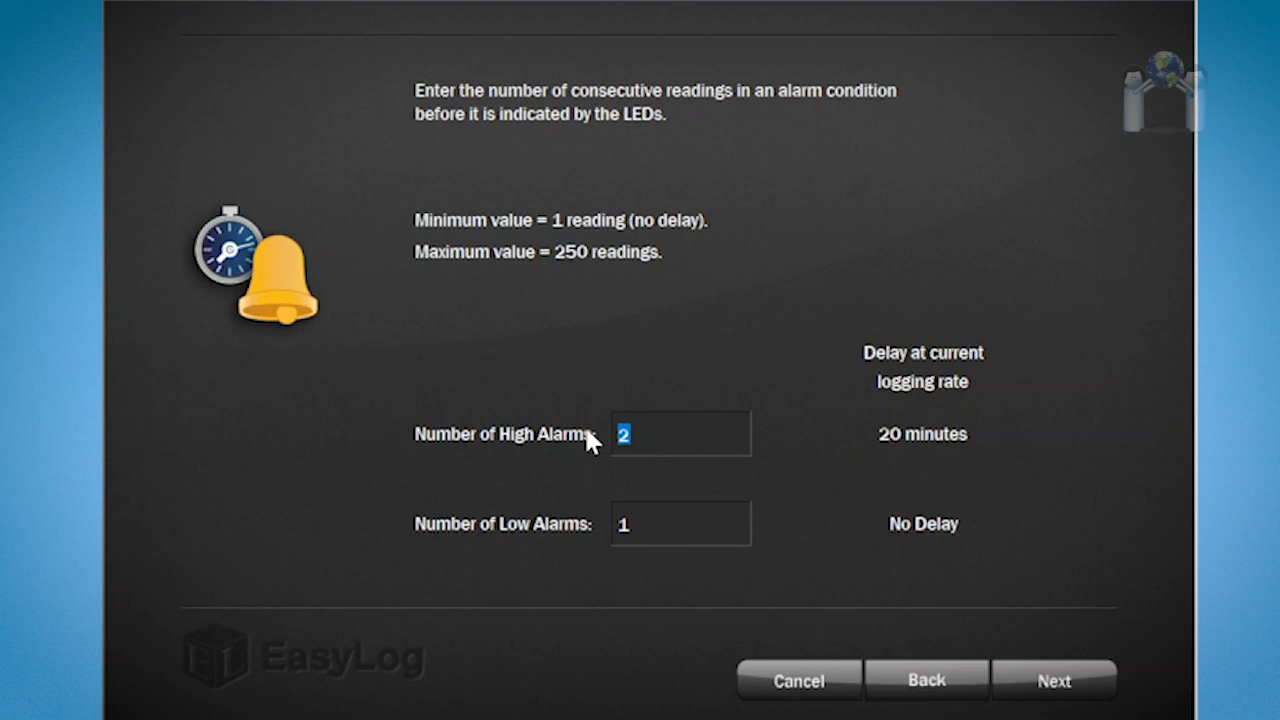 Enter the number of consecutive readings in an alarm condition
before it is indicated by the LEDs.
Minimum value = 1 reading (no delay).
Maximum value = 250 readings.
Delay at current
logging rate
Number of High Alarms: 2 20 minutes
Number of Low Alarms: 1 No Delay
EL EasyLog
Cancel Back Next